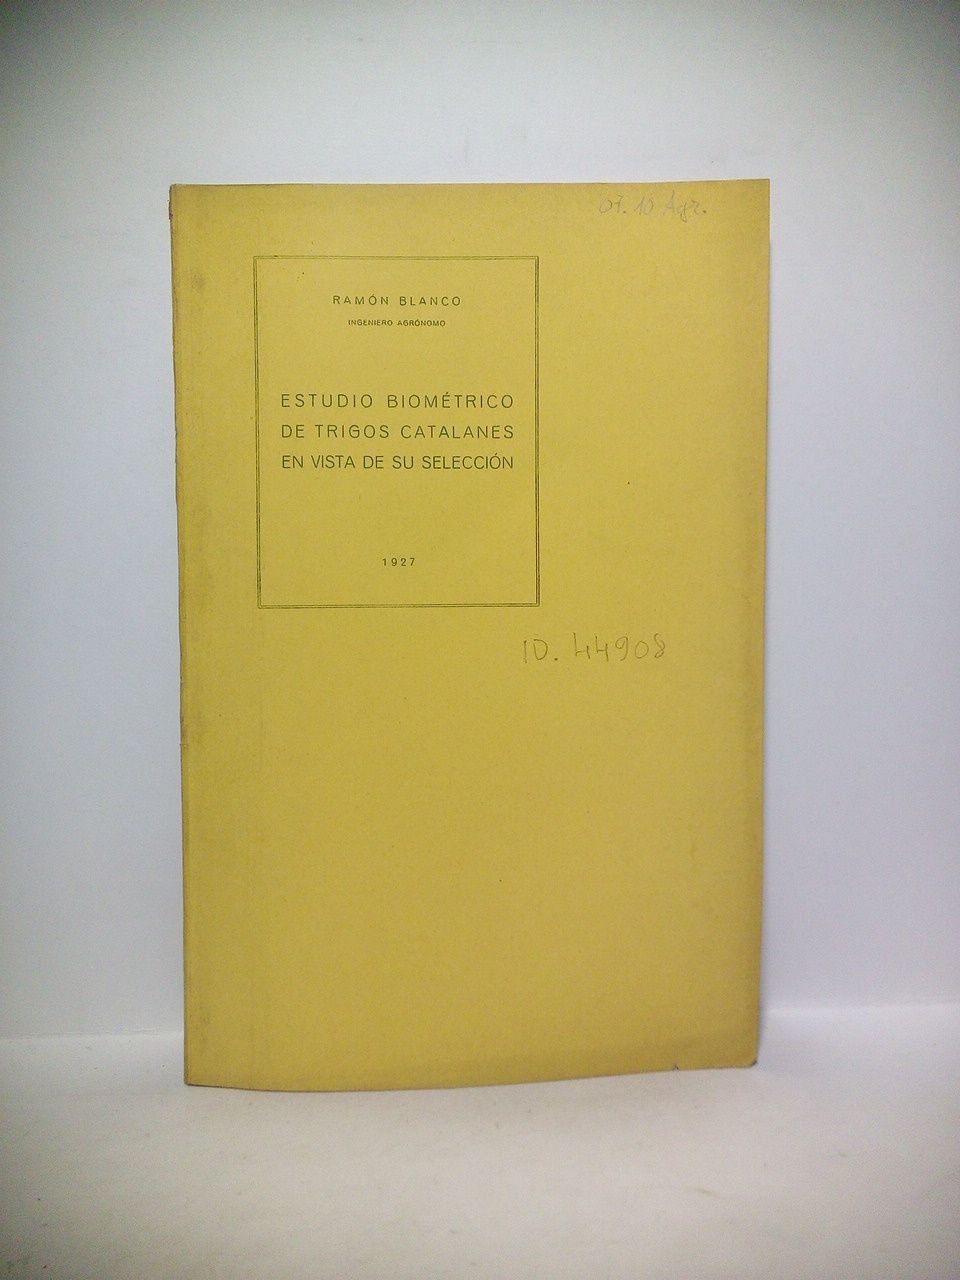 07.10 Agr.
RAMÓN BLANCO
INGENIERO AGRÓNOMO
ESTUDIO BIOMÉTRICO
DE TRIGOS CATALANES
EN VISTA DE SU SELECCIÓN
1927
ID. 44908